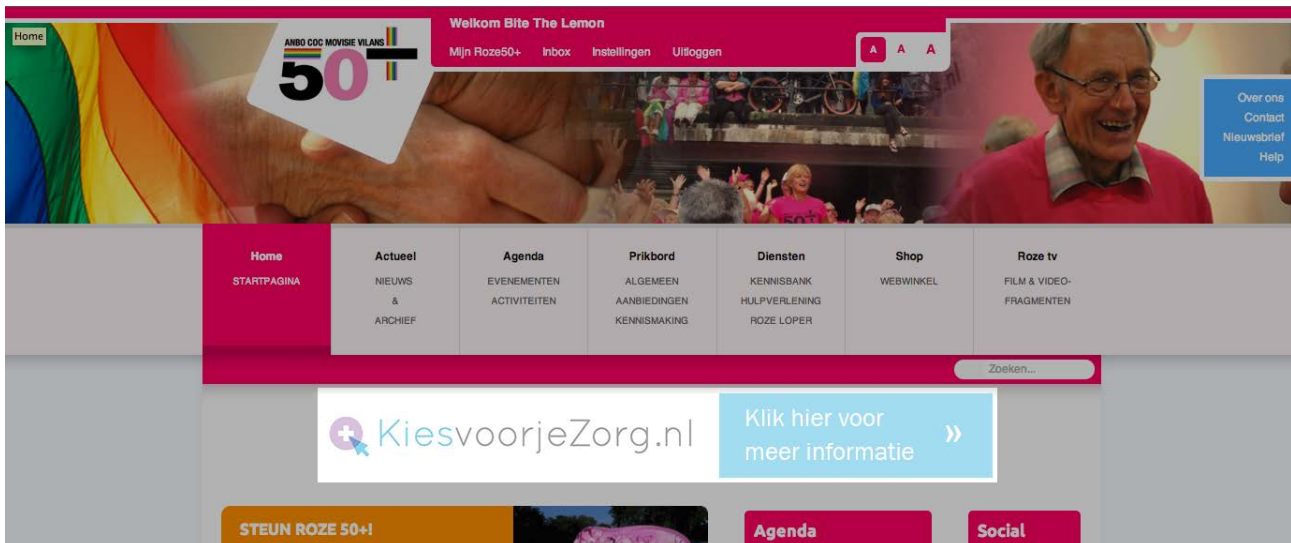 Home
ANBO COC MOVISIE VILANS
50+
Welkom Bite The Lemon
Mijn Roze50+ Inbox Instellingen Uitloggen
A A A
Over ons
Contact
Nieuwsbrief
Help
50+
Home
STARTPAGINA
Actueel
NIEUWS
&
ARCHIEF
Agenda
EVENEMENTEN
ACTIVITEITEN
Prikbord
ALGEMEEN
AANBIEDINGEN
KENNISMAKING
Diensten
KENNISBANK
HULPVERLENING
ROZE LOPER
Shop
WEBWINKEL
Roze tv
FILM & VIDEO-
FRAGMENTEN
Zoeken...
KiesvoorjeZorg.nl
Klik hier voor
meer informatie »
STEUN ROZE 50+!
Agenda
Social